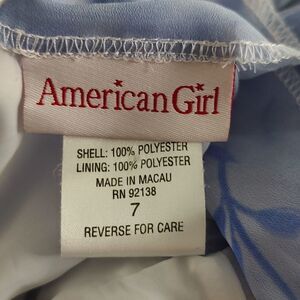 American Girl
SHELL: 100% POLYESTER
LINING: 100% POLYESTER
MADE IN MACAU
RN 92138
7
REVERSE FOR CARE